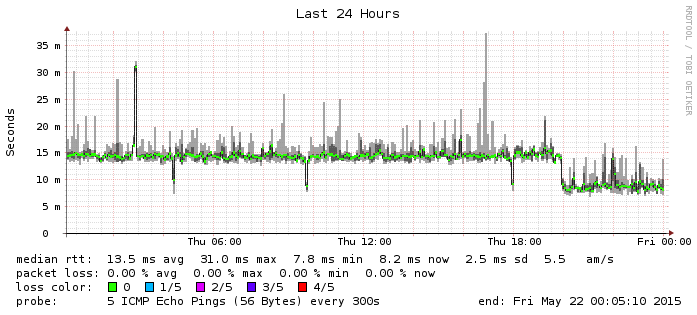 Last 24 Hours
RRDTOOL / TOBI OETIKER
Seconds
35 m
30 m
25 m
20 m
15 m
10 m
5 m
0
Thu 06:00 Thu 12:00 Thu 18:00 Fri 00:00
median rtt: 13.5 ms avg 31.0 ms max 7.8 ms min 8.2 ms now 2.5 ms sd 5.5 am/s
packet loss: 0.00 % avg 0.00 % max 0.00 % min 0.00 % now
loss color: 0 1/5 2/5 3/5 4/5
probe: 5 ICMP Echo Pings (56 Bytes) every 300s end: Fri May 22 00:05:10 2015